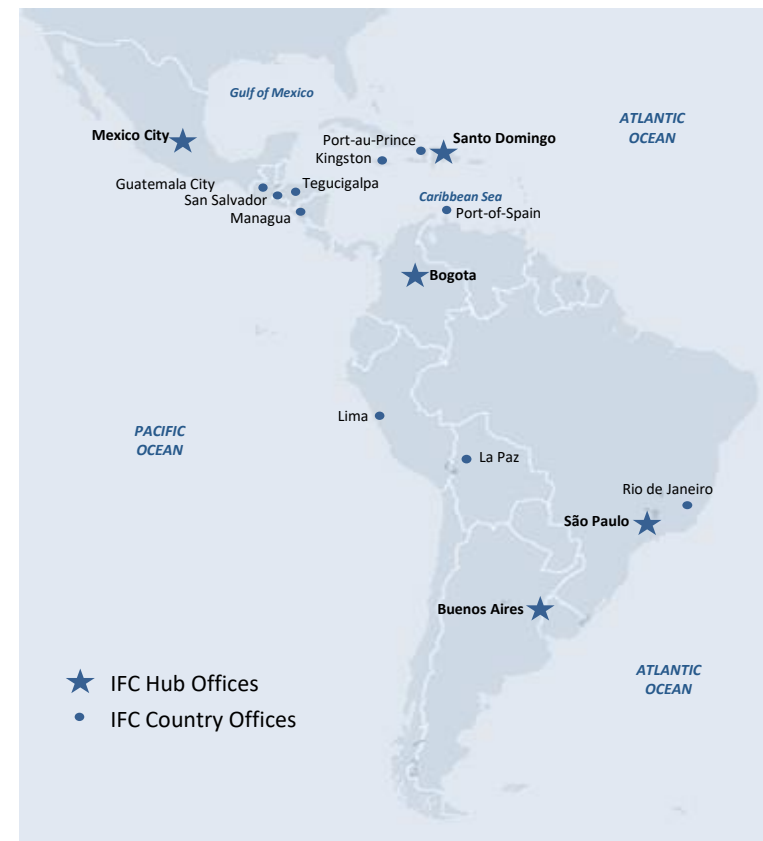 Gulf of Mexico
ATLANTIC
OCEAN
Mexico City
Port-au-Prince
Santo Domingo
Kingston
Guatemala City
Tegucigalpa
San Salvador
Caribbean Sea
Managua
Port-of-Spain
Bogota
Lima
PACIFIC
OCEAN
La Paz
Rio de Janeiro
São Paulo
Buenos Aires
ATLANTIC
OCEAN
IFC Hub Offices
IFC Country Offices